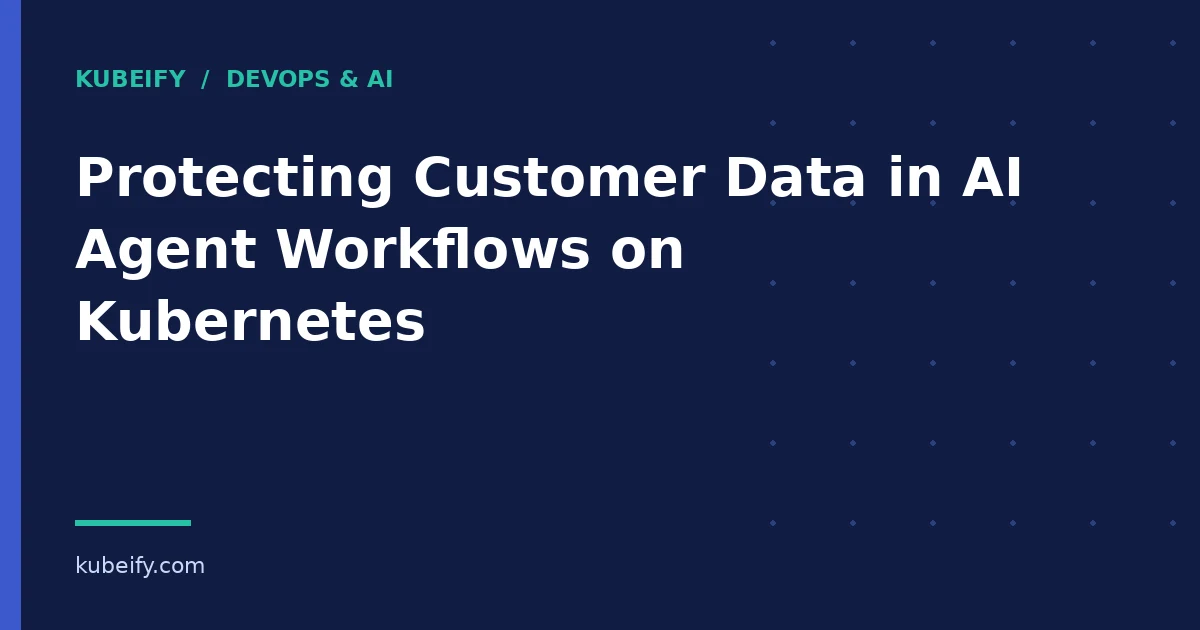 KUBEIFY / DEVOPS & AI
Protecting Customer Data in AI
Agent Workflows on
Kubernetes
kubeify.com